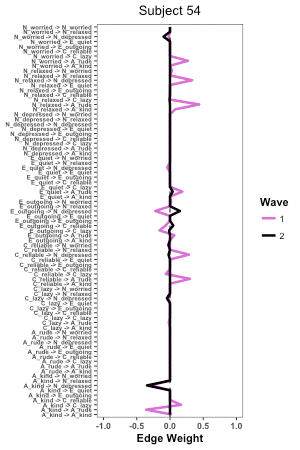 Subject 54
N_worried -> N_worried
N_worried -> N_relaxed
N_worried -> N_depressed
N_worried -> E_quiet
N_worried -> E_outgoing
N_worried -> C_reliable
N_worried -> C_lazy
N_worried -> A_rude
N_worried -> A_kind
N_relaxed -> N_worried
N_relaxed -> N_relaxed
N_relaxed -> N_depressed
N_relaxed -> E_quiet
N_relaxed -> E_outgoing
N_relaxed -> C_reliable
N_relaxed -> C_lazy
N_relaxed -> A_rude
N_relaxed -> A_kind
N_depressed -> N_worried
N_depressed -> N_relaxed
N_depressed -> N_depressed
N_depressed -> E_quiet
N_depressed -> E_outgoing
N_depressed -> C_reliable
N_depressed -> C_lazy
N_depressed -> A_rude
N_depressed -> A_kind
E_quiet -> N_worried
E_quiet -> N_relaxed
E_quiet -> N_depressed
E_quiet -> E_quiet
E_quiet -> E_outgoing
E_quiet -> C_reliable
E_quiet -> C_lazy
E_quiet -> A_rude
E_quiet -> A_kind
E_outgoing -> N_worried
E_outgoing -> N_relaxed
E_outgoing -> N_depressed
E_outgoing -> E_quiet
E_outgoing -> E_outgoing
E_outgoing -> C_reliable
E_outgoing -> C_lazy
E_outgoing -> A_rude
E_outgoing -> A_kind
C_reliable -> N_worried
C_reliable -> N_relaxed
C_reliable -> N_depressed
C_reliable -> E_quiet
C_reliable -> E_outgoing
C_reliable -> C_reliable
C_reliable -> C_lazy
C_reliable -> A_rude
C_reliable -> A_kind
C_lazy -> N_worried
C_lazy -> N_relaxed
C_lazy -> N_depressed
C_lazy -> E_quiet
C_lazy -> E_outgoing
C_lazy -> C_reliable
C_lazy -> C_lazy
C_lazy -> A_rude
C_lazy -> A_kind
A_rude -> N_worried
A_rude -> N_relaxed
A_rude -> N_depressed
A_rude -> E_quiet
A_rude -> E_outgoing
A_rude -> C_reliable
A_rude -> C_lazy
A_rude -> A_rude
A_rude -> A_kind
A_kind -> N_worried
A_kind -> N_relaxed
A_kind -> N_depressed
A_kind -> E_quiet
A_kind -> E_outgoing
A_kind -> C_reliable
A_kind -> C_lazy
A_kind -> A_rude
A_kind -> A_kind
-1.0 -0.5 0.0 0.5 1.0
Edge Weight
Wave
1
2